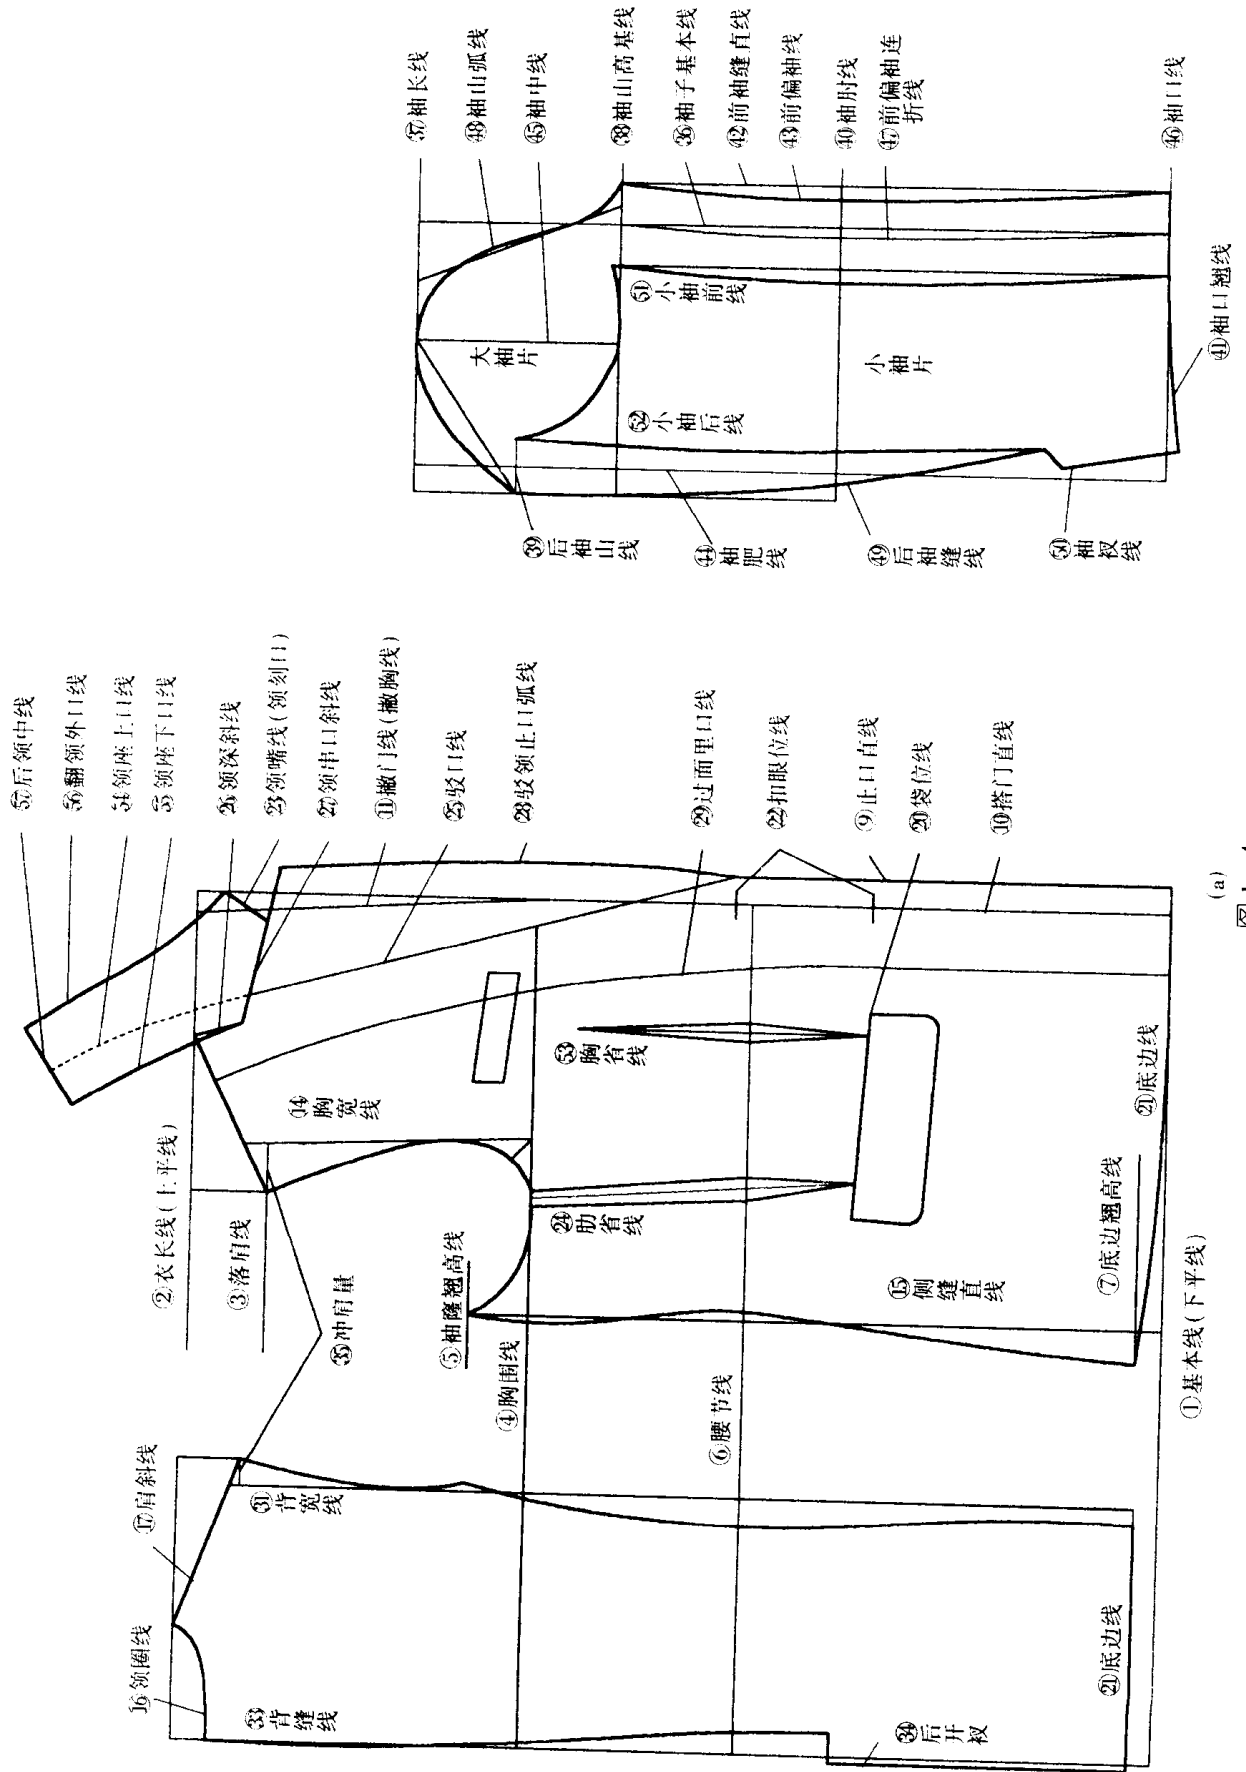 ㊲袖长线
㊽袖山弧线
㊺袖中线
㊳袖山高基线
㊱袖子基本线
㊷前袖缝直线
㊸前偏袖线
㊵袖肘线
㊼前偏袖连
折线
㊻袖口线
大袖片
51小袖前线
52小袖后线
小袖片
㊴后袖山线
㊹袖肥线
㊾后袖缝线
㊿袖衩线
㊶袖口翘线
57后领中线
56翻领外口线
54领座上口线
55领座下口线
㉖领深斜线
㉓领嘴线(领刻口)
㉗领串口斜线
⑪撇门线(撇胸线)
㉕驳口线
㉘驳领止口弧线
㉙过面里口线
㉒扣眼位线
⑨止口直线
⑳袋位线
⑩搭门直线
②衣长线(上平线)
③落肩线
⑭胸宽线
㉟冲肩量
⑤袖窿翘高线
④胸围线
53胸省线
㉔肋省线
⑥腰节线
⑮侧缝直线
⑦底边翘高线
㉑底边线
①基本线(下平线)
⑰肩斜线
⑯领圈线
㉛背宽线
㉝背缝线
㉞后开衩
㉑底边线
(a)